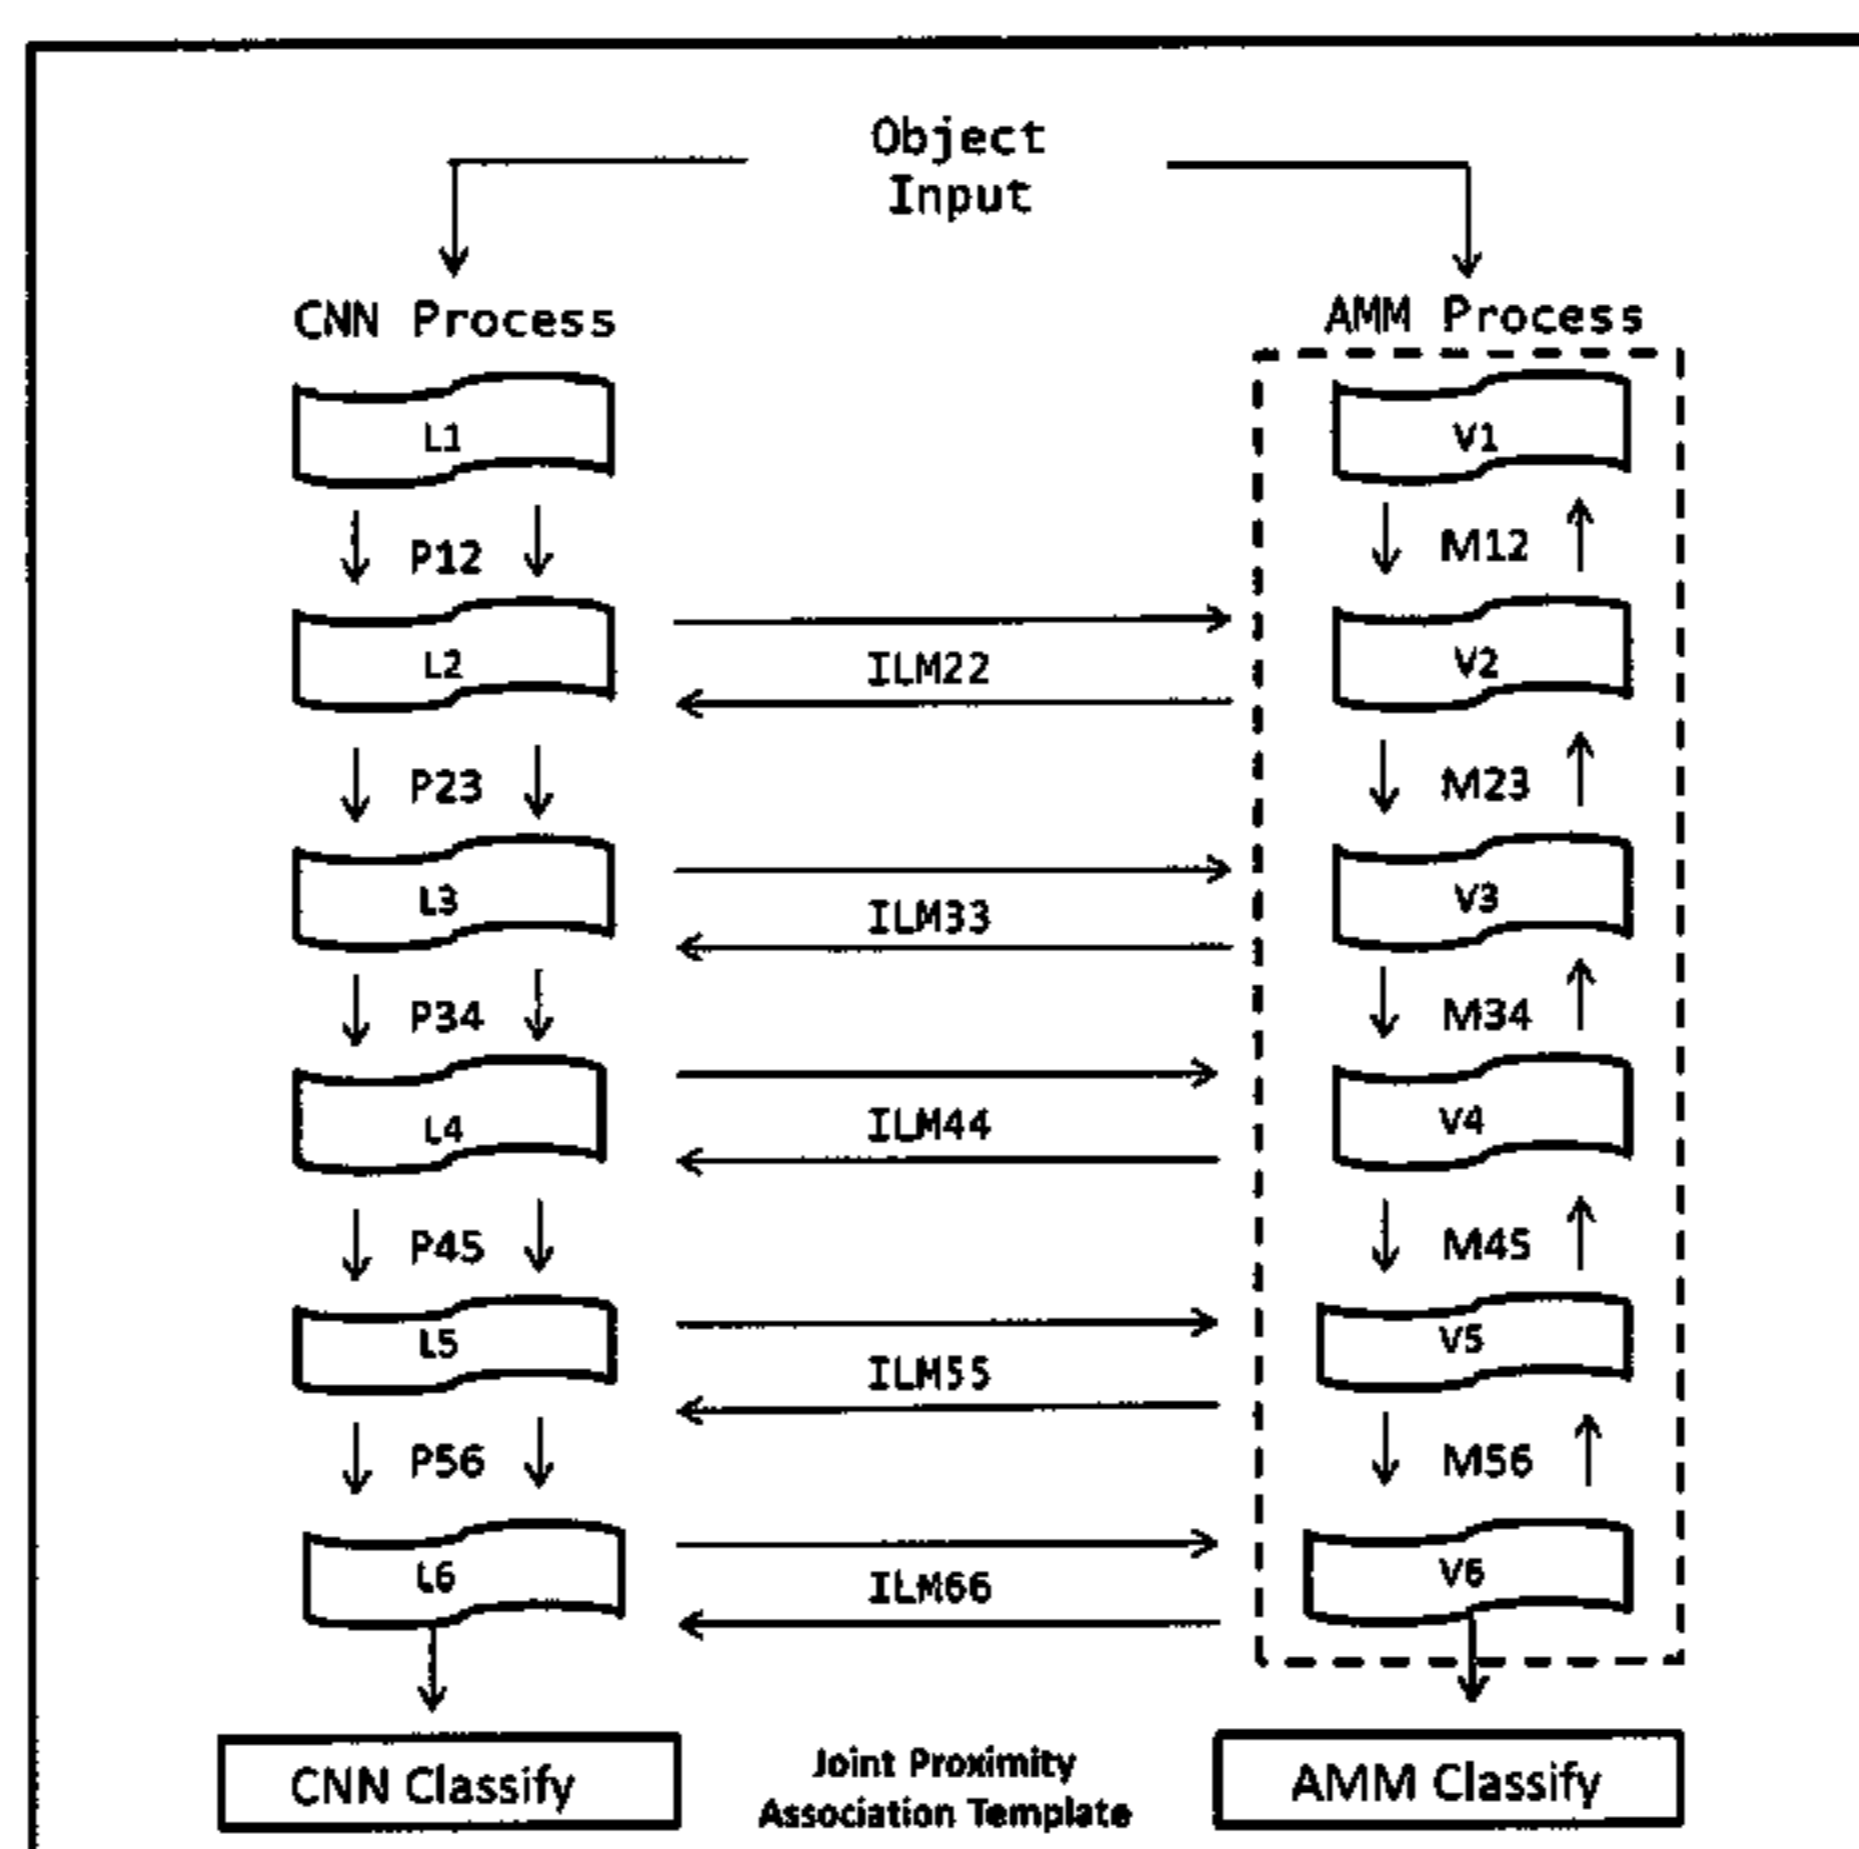 Object
Input
CNN Process
AMM Process
L1
V1
P12
M12
L2
ILM22
V2
P23
M23
L3
ILM33
V3
P34
M34
L4
ILM44
V4
P45
M45
L5
ILM55
V5
P56
M56
L6
ILM66
V6
CNN Classify
Joint Proximity
Association Template
AMM Classify